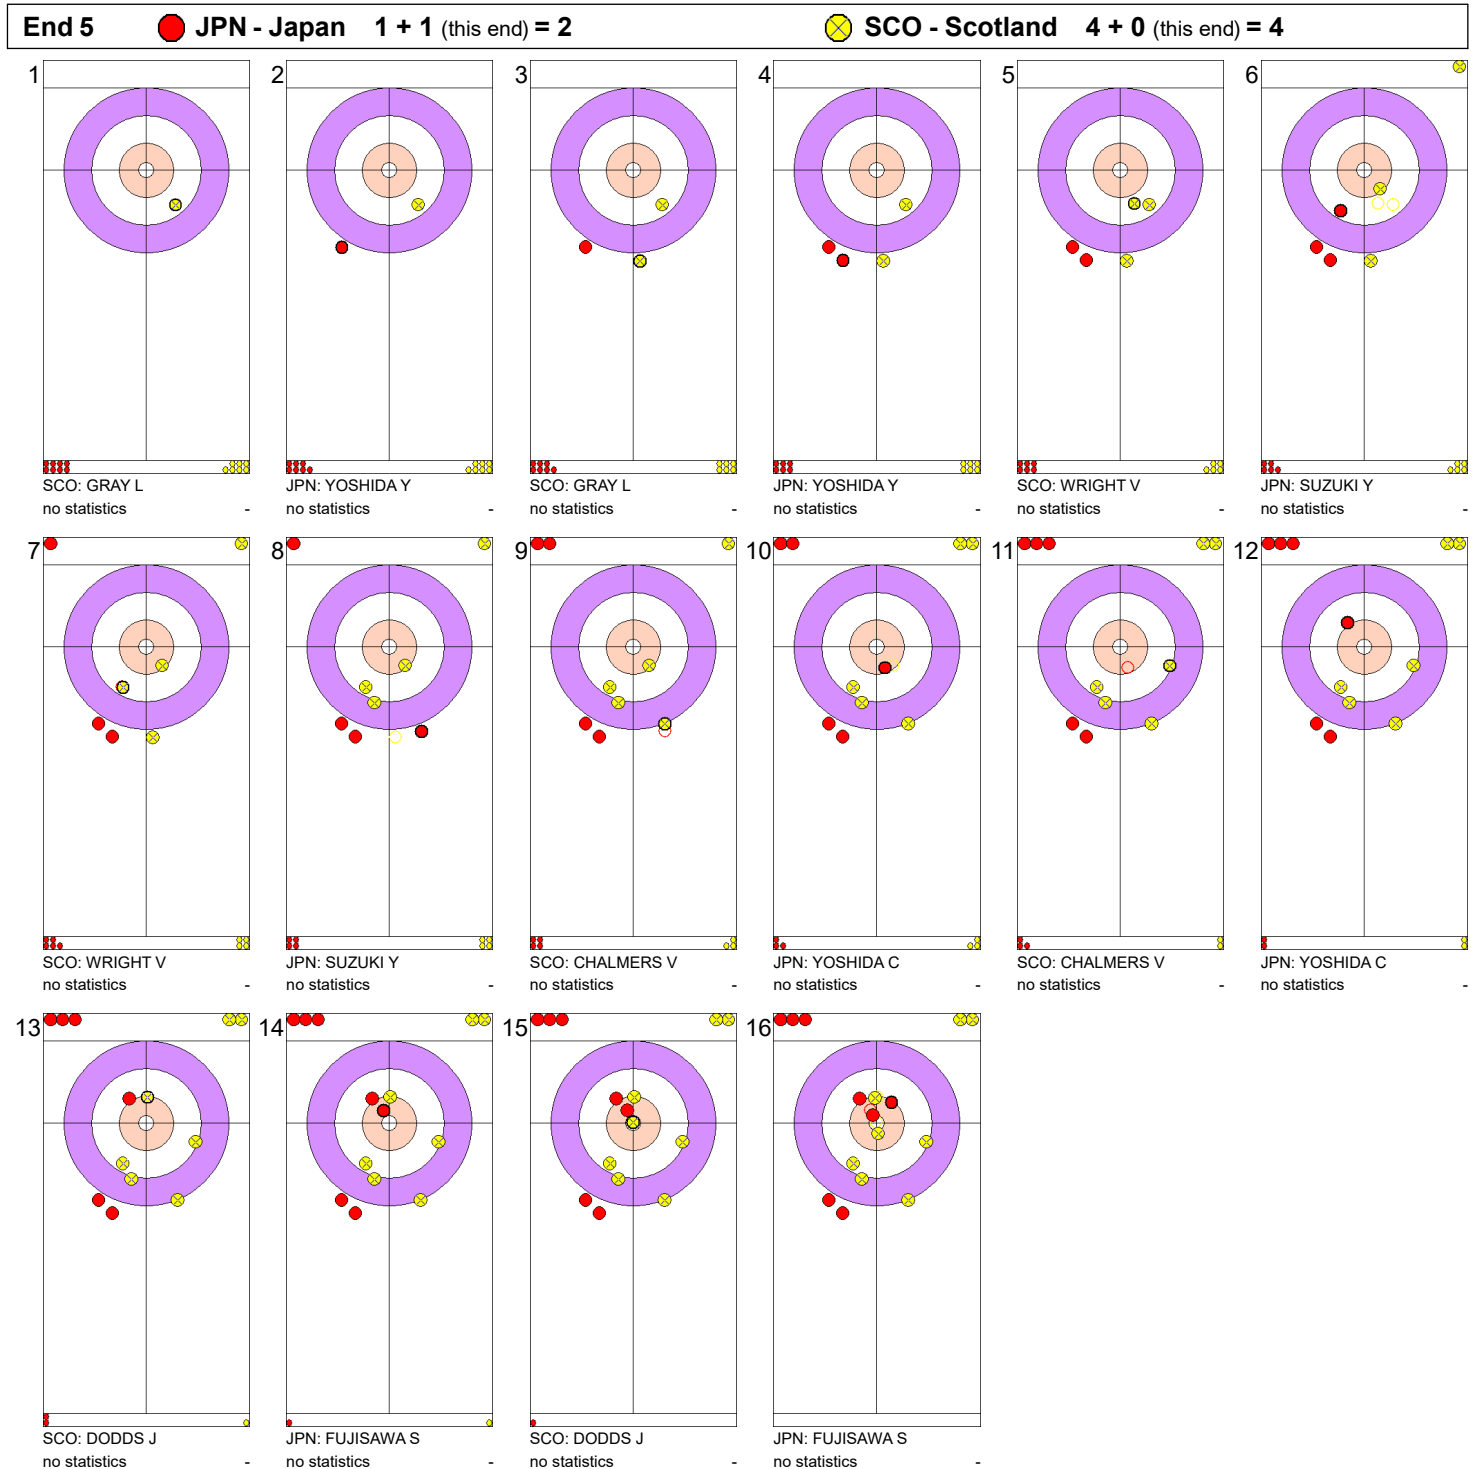 End 5 JPN - Japan 1 + 1 (this end) = 2 SCO - Scotland 4 + 0 (this end) = 4
1 2 3 4 5 6
SCO: GRAY L JPN: YOSHIDA Y SCO: GRAY L JPN: YOSHIDA Y SCO: WRIGHT V JPN: SUZUKI Y
no statistics - no statistics - no statistics - no statistics - no statistics - no statistics -
7 8 9 10 11 12
SCO: WRIGHT V JPN: SUZUKI Y SCO: CHALMERS V JPN: YOSHIDA C SCO: CHALMERS V JPN: YOSHIDA C
no statistics - no statistics - no statistics - no statistics - no statistics - no statistics -
13 14 15 16
SCO: DODDS J JPN: FUJISAWA S SCO: DODDS J JPN: FUJISAWA S
no statistics - no statistics - no statistics - no statistics -